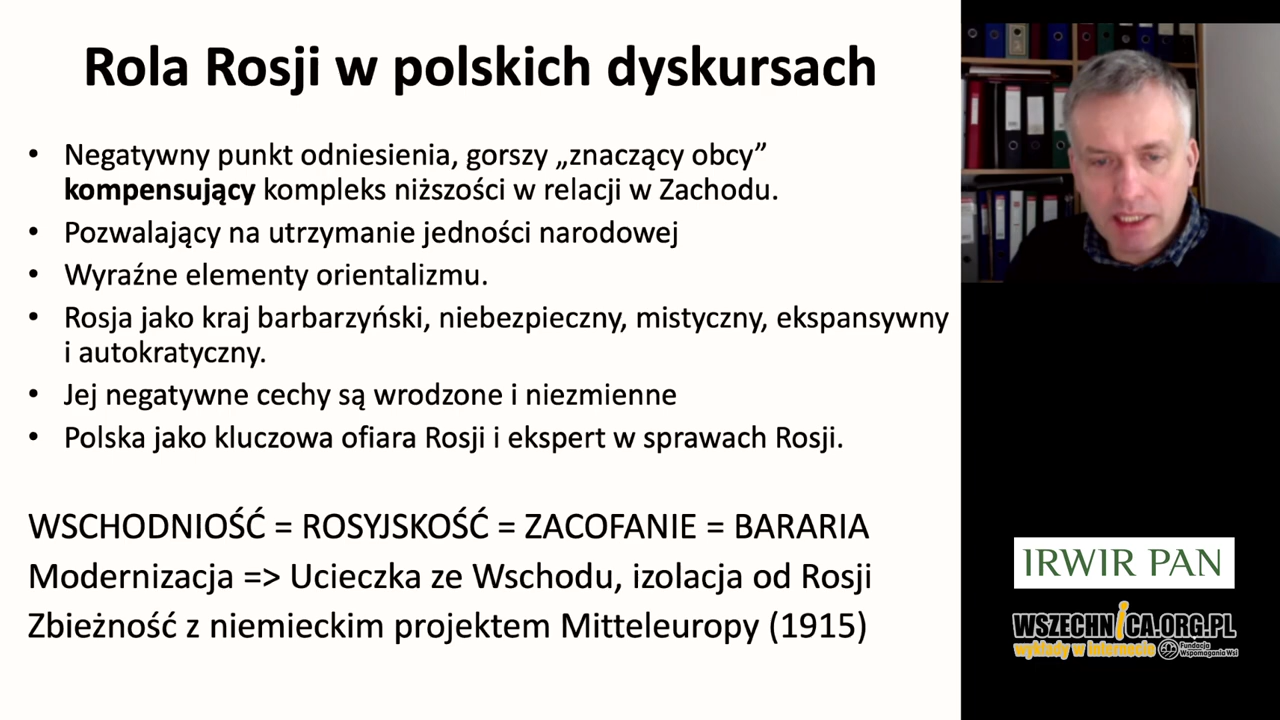 Rola Rosji w polskich dyskursach
• Negatywny punkt odniesienia, gorszy „znaczący obcy”
kompensujący kompleks niższości w relacji w Zachodu.
• Pozwalający na utrzymanie jedności narodowej
• Wyraźne elementy orientalizmu.
• Rosja jako kraj barbarzyński, niebezpieczny, mistyczny, ekspansywny
i autokratyczny.
• Jej negatywne cechy są wrodzone i niezmienne
• Polska jako kluczowa ofiara Rosji i ekspert w sprawach Rosji.
WSCHODNIOŚĆ = ROSYJSKOŚĆ = ZACOFANIE = BARARIA
Modernizacja => Ucieczka ze Wschodu, izolacja od Rosji
Zbieżność z niemieckim projektem Mitteleuropy (1915)
IRWIR PAN
WSZECHNICA.ORG.PL
wykłady w internecie
Fundacja
Wspomagania Wsi